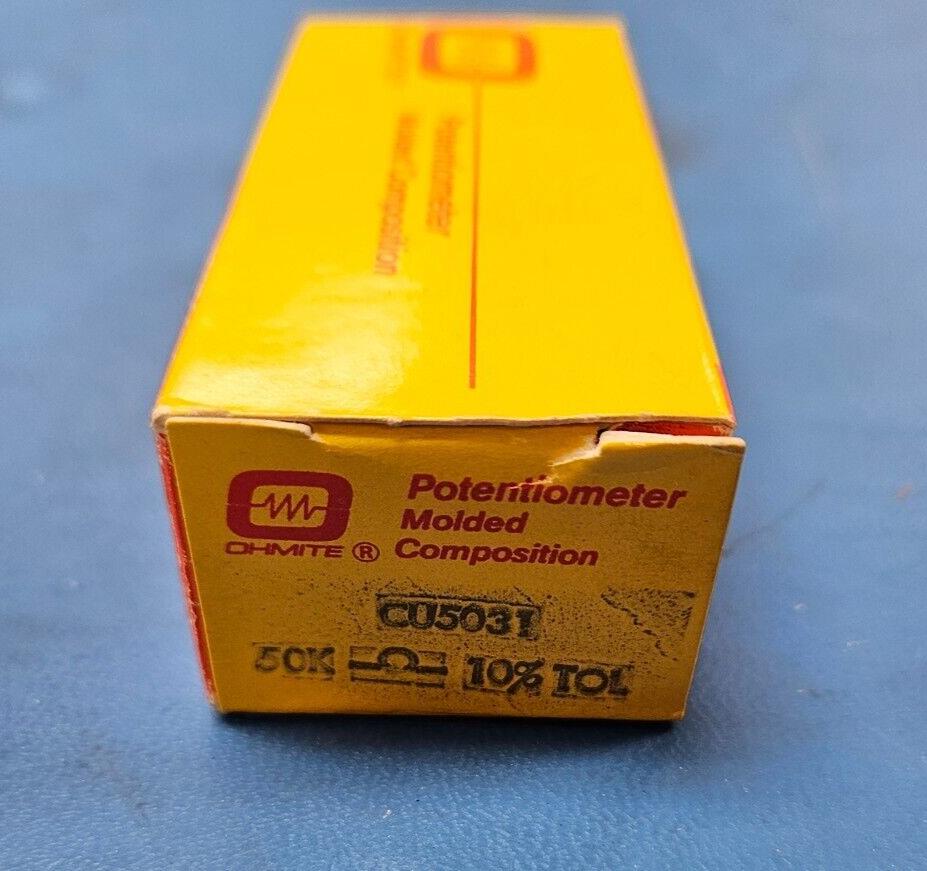 Potentiometer
Molded Composition
OHMITE ®
Potentiometer
Molded
Composition
CU5031
50K Ω 10% TOL